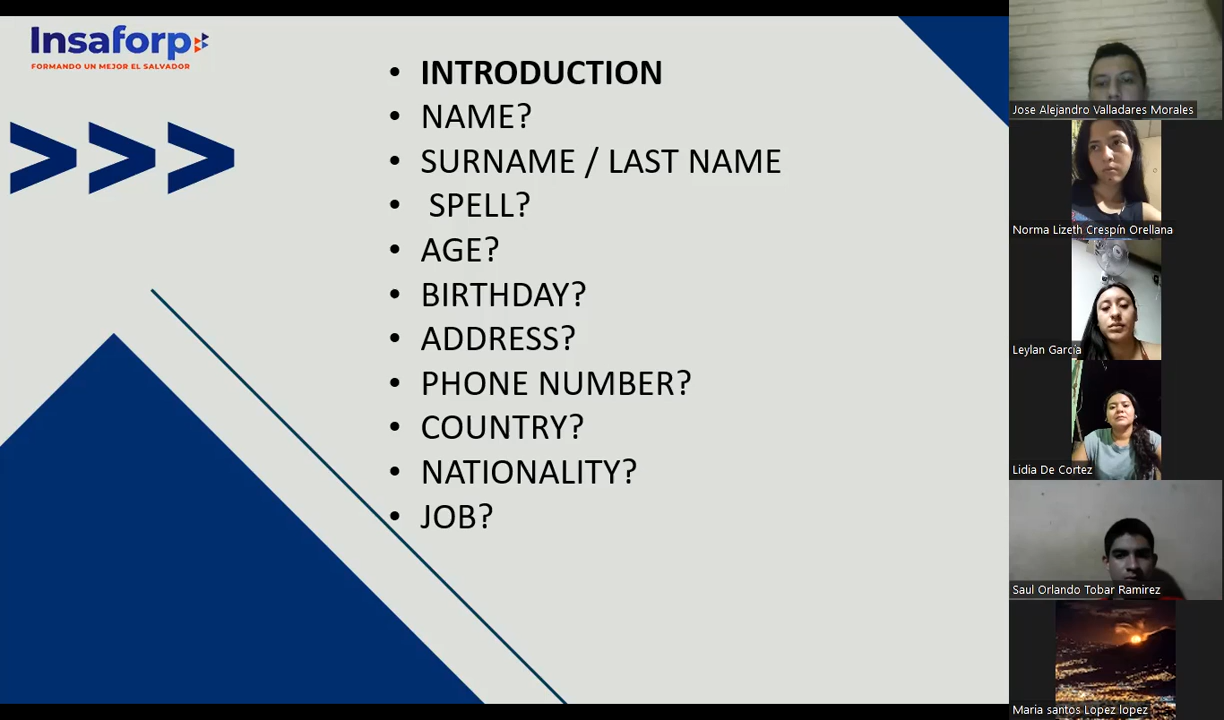 Insaforp
FORMANDO UN MEJOR EL SALVADOR
>>>
• INTRODUCTION
• NAME?
• SURNAME / LAST NAME
• SPELL?
• AGE?
• BIRTHDAY?
• ADDRESS?
• PHONE NUMBER?
• COUNTRY?
• NATIONALITY?
• JOB?
Jose Alejandro Valladares Morales
Norma Lizeth Crespín Orellana
Leylan García
Lidia De Cortez
Saul Orlando Tobar Ramirez
Maria santos Lopez lopez